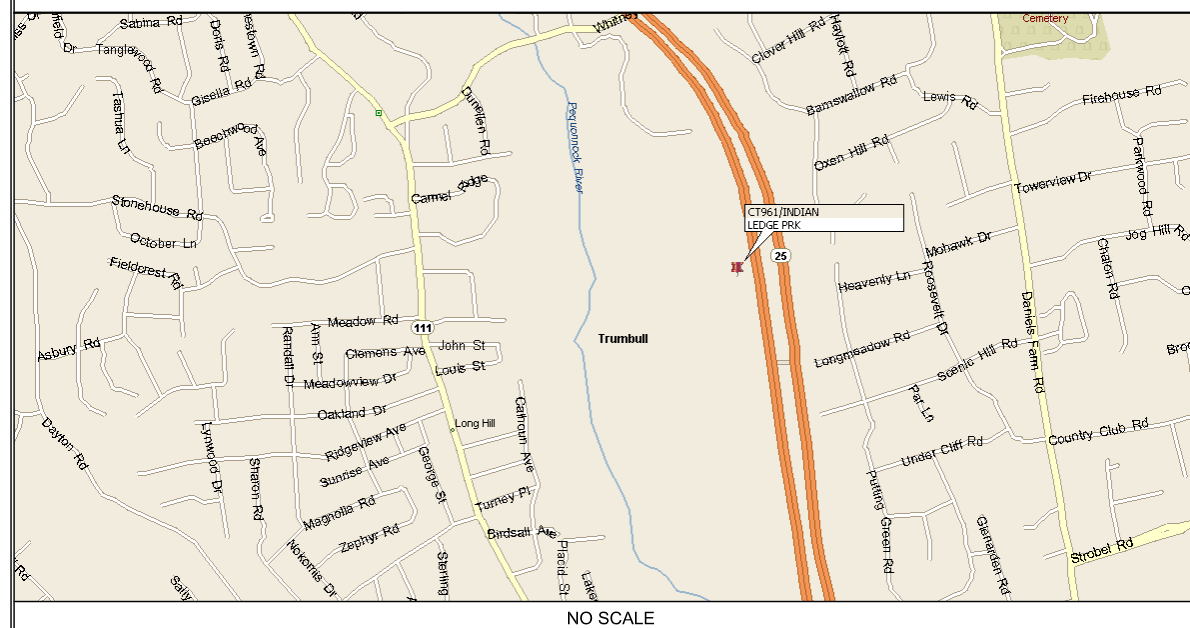 Sabina Rd
Doris Rd
Whitney
Cemetery
Clover Hill Rd
Haylott Rd
Tanglewood Rd
Gisella Rd
Dunellen Rd
Pequonnock River
Barnswallow Rd
Lewis Rd
Firehouse Rd
Tashua Ln
Beechwood Ave
Oxen Hill Rd
Parkwood Rd
Towerview Dr
Carmel Ridge
Stonehouse Rd
October Ln
CT961/INDIAN
LEDGE PRK
25
Mohawk Dr
Jog Hill Rd
Chalon Rd
Fieldcrest Rd
Heavenly Ln
Roosevelt Dr
Daniels Farm Rd
Meadow Rd
111
Randall Dr
Ann St
Clemens Ave
John St
Trumbull
Asbury Rd
Louis St
Longmeadow Rd
Scenic Hill Rd
Meadowview Dr
Par Ln
Oakland Dr
Calhoun Ave
Long Hill
Dayton Rd
Lynwood Dr
Ridgeview Ave
Country Club Rd
Under Cliff Rd
Sharon Rd
Sunrise Ave
George St
Turney Pl
Putting Green Rd
Magnolia Rd
Glenarden Rd
Zephyr Rd
Birdsall Ave
Nokomis Dr
Placid St
Strobel Rd
Sterling
NO SCALE